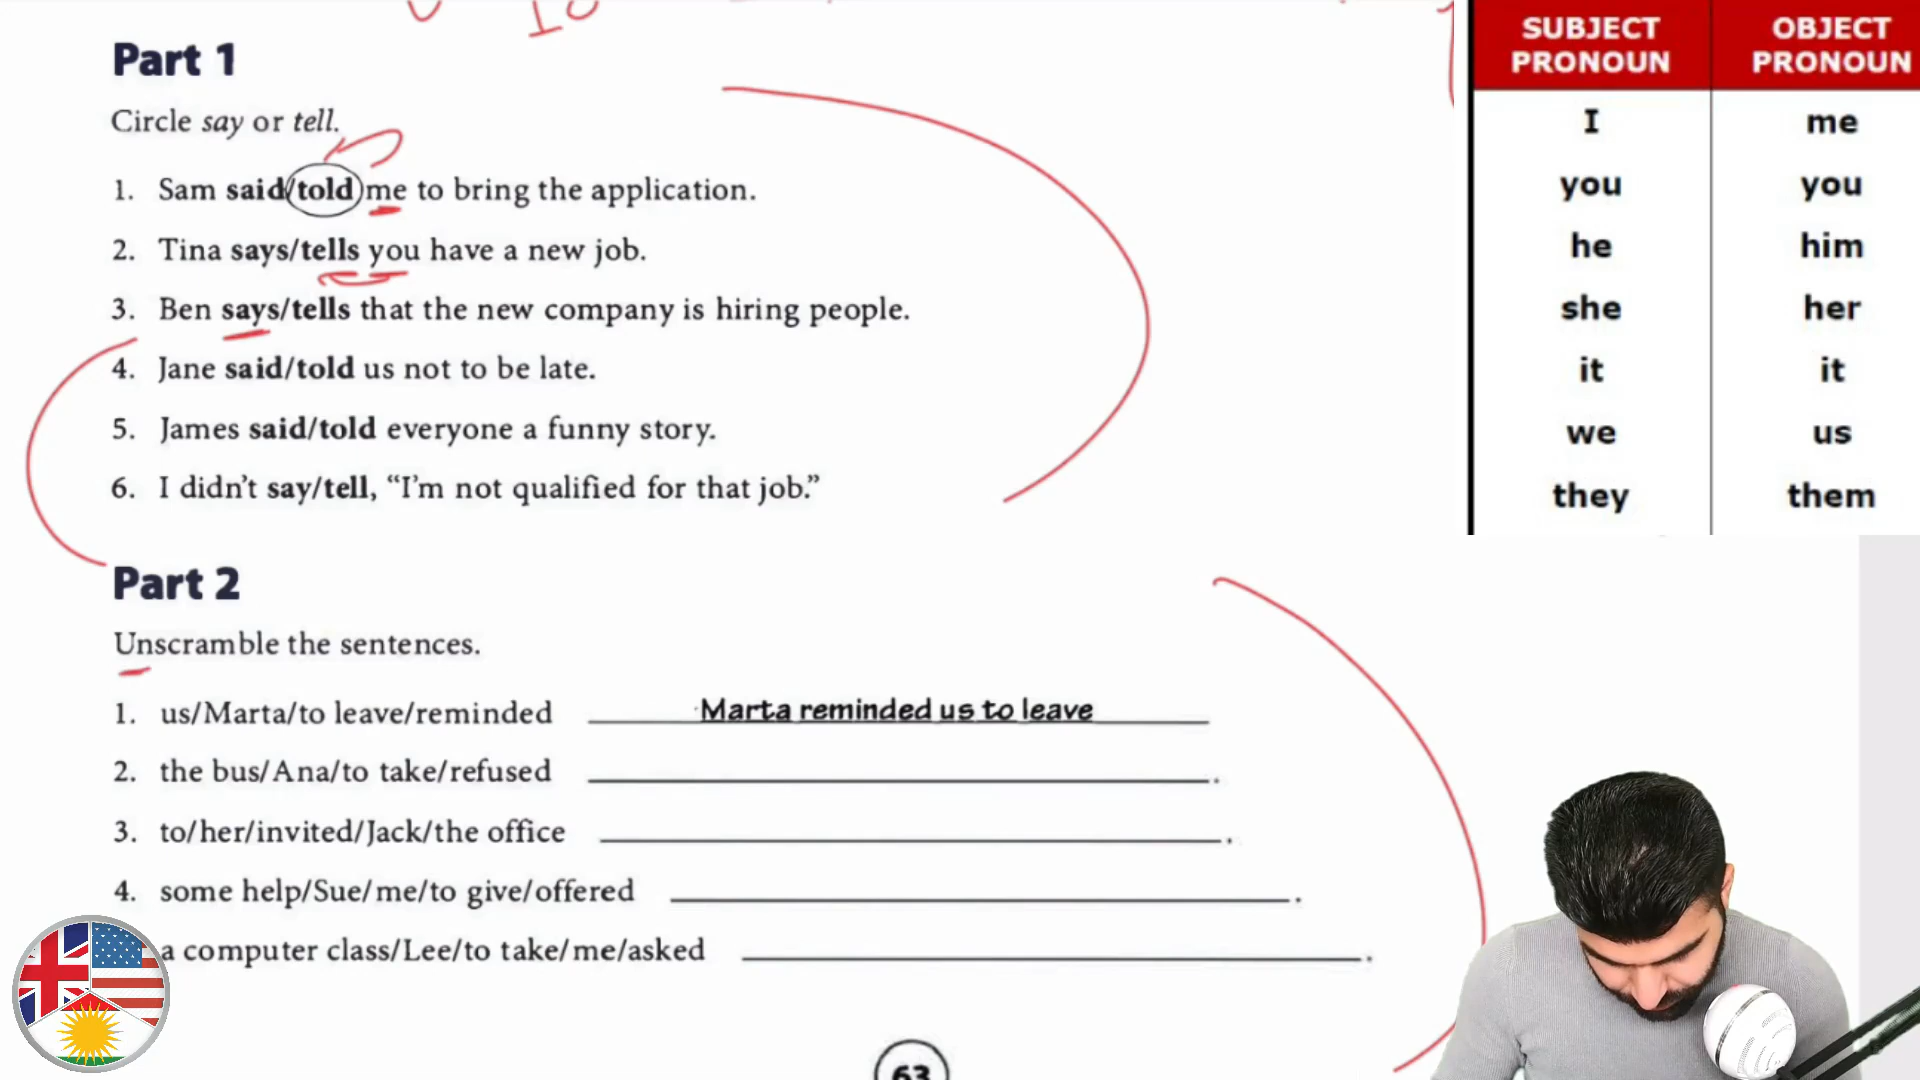 Part 1
Circle say or tell.
1. Sam said/told me to bring the application.
2. Tina says/tells you have a new job.
3. Ben says/tells that the new company is hiring people.
4. Jane said/told us not to be late.
5. James said/told everyone a funny story.
6. I didn't say/tell, “I'm not qualified for that job.”
Part 2
Unscramble the sentences.
1. us/Marta/to leave/reminded Marta reminded us to leave
2. the bus/Ana/to take/refused .
3. to/her/invited/Jack/the office .
4. some help/Sue/me/to give/offered .
a computer class/Lee/to take/me/asked .
63
SUBJECT PRONOUN OBJECT PRONOUN
I me
you you
he him
she her
it it
we us
they them